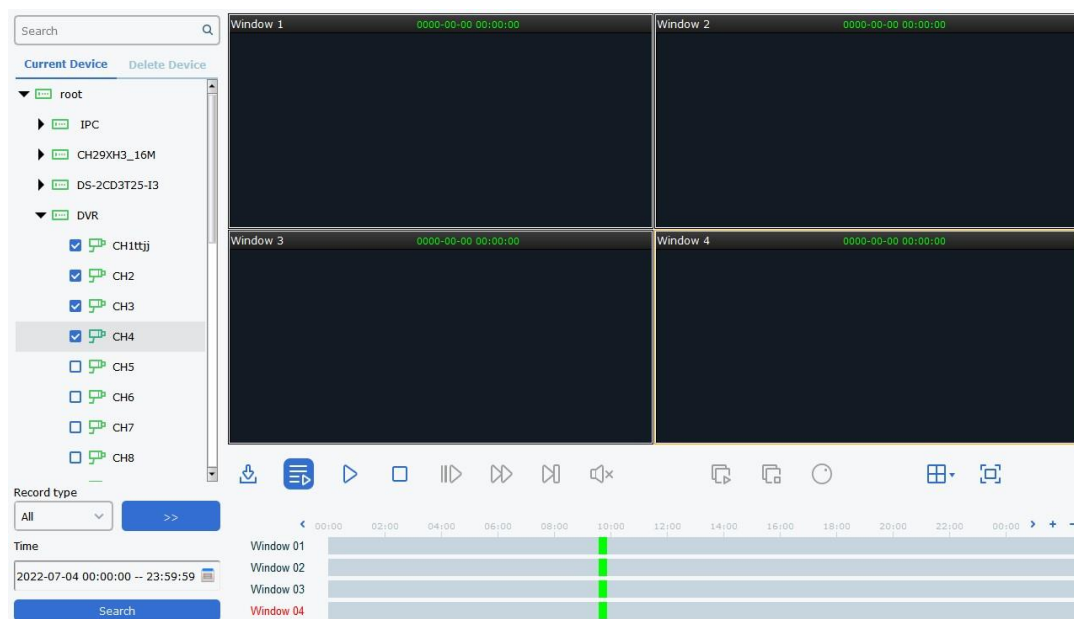 Search
Current Device Delete Device
root
IPC
CH29XH3_16M
DS-2CD3T25-I3
DVR
CH1ttjj
CH2
CH3
CH4
CH5
CH6
CH7
CH8
Record type
All >>
Time
2022-07-04 00:00:00 -- 23:59:59
Search
Window 1 0000-00-00 00:00:00
Window 2 0000-00-00 00:00:00
Window 3 0000-00-00 00:00:00
Window 4 0000-00-00 00:00:00
< 00:00 02:00 04:00 06:00 08:00 10:00 12:00 14:00 16:00 18:00 20:00 22:00 00:00 > + -
Window 01
Window 02
Window 03
Window 04